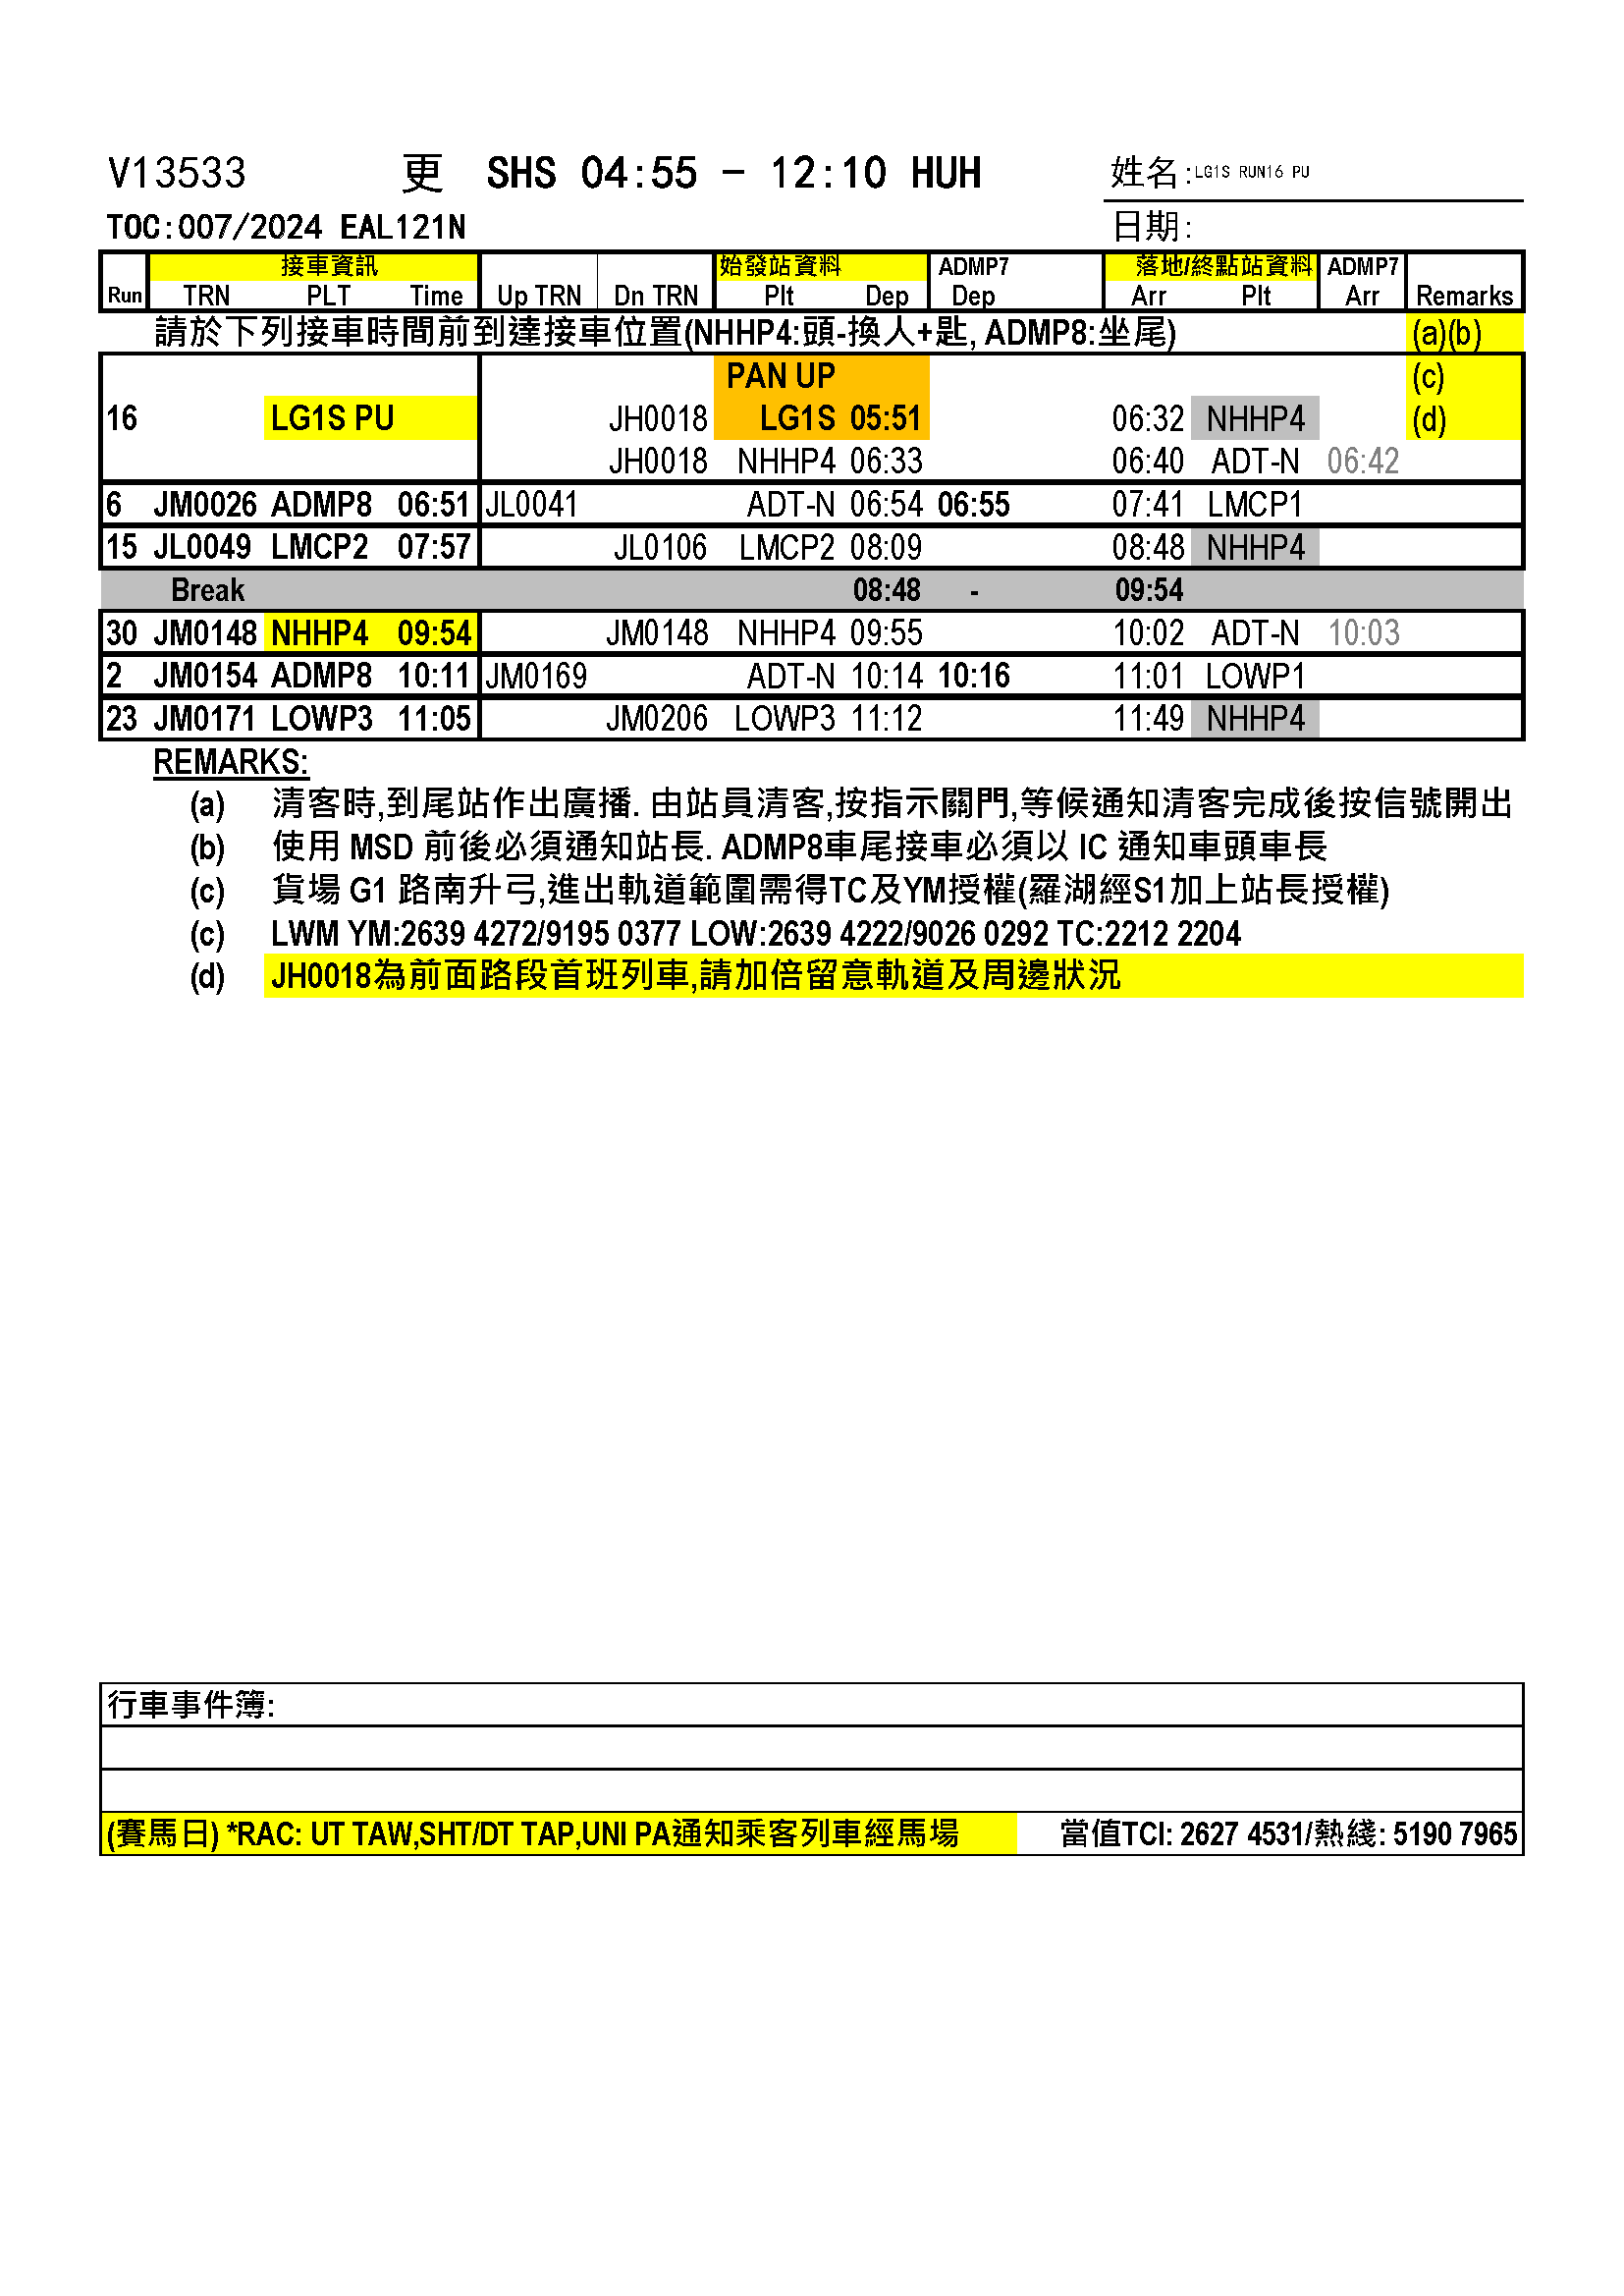 V13533 更 SHS 04:55 - 12:10 HUH 姓名:LG1S RUN16 PU
TOC:007/2024 EAL121N 日期:
接車資訊 始發站資料 ADMP7 落地/終點站資料 ADMP7
Run TRN PLT Time Up TRN Dn TRN Plt Dep Dep Arr Plt Arr Remarks
請於下列接車時間前到達接車位置(NHHP4:頭-換人+匙, ADMP8:坐尾) (a)(b)
PAN UP (c)
16 LG1S PU JH0018 LG1S 05:51 06:32 NHHP4 (d)
JH0018 NHHP4 06:33 06:40 ADT-N 06:42
6 JM0026 ADMP8 06:51 JL0041 ADT-N 06:54 06:55 07:41 LMCP1
15 JL0049 LMCP2 07:57 JL0106 LMCP2 08:09 08:48 NHHP4
Break 08:48 - 09:54
30 JM0148 NHHP4 09:54 JM0148 NHHP4 09:55 10:02 ADT-N 10:03
2 JM0154 ADMP8 10:11 JM0169 ADT-N 10:14 10:16 11:01 LOWP1
23 JM0171 LOWP3 11:05 JM0206 LOWP3 11:12 11:49 NHHP4
REMARKS:
(a) 清客時,到尾站作出廣播. 由站員清客,按指示關門,等候通知清客完成後按信號開出
(b) 使用 MSD 前後必須通知站長. ADMP8車尾接車必須以 IC 通知車頭車長
(c) 貨場 G1 路南升弓,進出軌道範圍需得TC及YM授權(羅湖經S1加上站長授權)
(c) LWM YM:2639 4272/9195 0377 LOW:2639 4222/9026 0292 TC:2212 2204
(d) JH0018為前面路段首班列車,請加倍留意軌道及周邊狀況
行車事件簿:
(賽馬日) *RAC: UT TAW,SHT/DT TAP,UNI PA通知乘客列車經馬場 當值TCI: 2627 4531/熱綫: 5190 7965